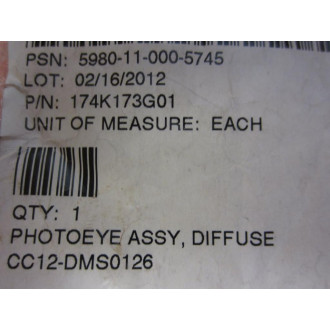 PSN: 5980-11-000-5745
LOT: 02/16/2012
P/N: 174K173G01
UNIT OF MEASURE: EACH
QTY: 1
PHOTOEYE ASSY, DIFFUSE
CC12-DMS0126